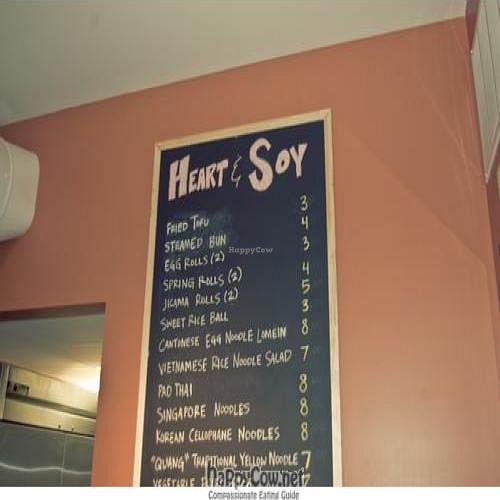 HEART & SOY
FRIED TOFU 3
STEAMED BUN 4
EGG ROLLS (2) 3
SPRING ROLLS (2) 4
JICAMA ROLLS (2) 5
SWEET RICE BALL 3
CANTONESE EGG NOODLE LOMEIN 8
VIETNAMESE RICE NOODLE SALAD 7
PAD THAI 8
SINGAPORE NOODLES 8
KOREAN CELLOPHANE NOODLES 8
"QUANG" TRADITIONAL YELLOW NOODLE 7
VEGETABLE
HappyCow
HappyCow.net
Compassionate Eating Guide